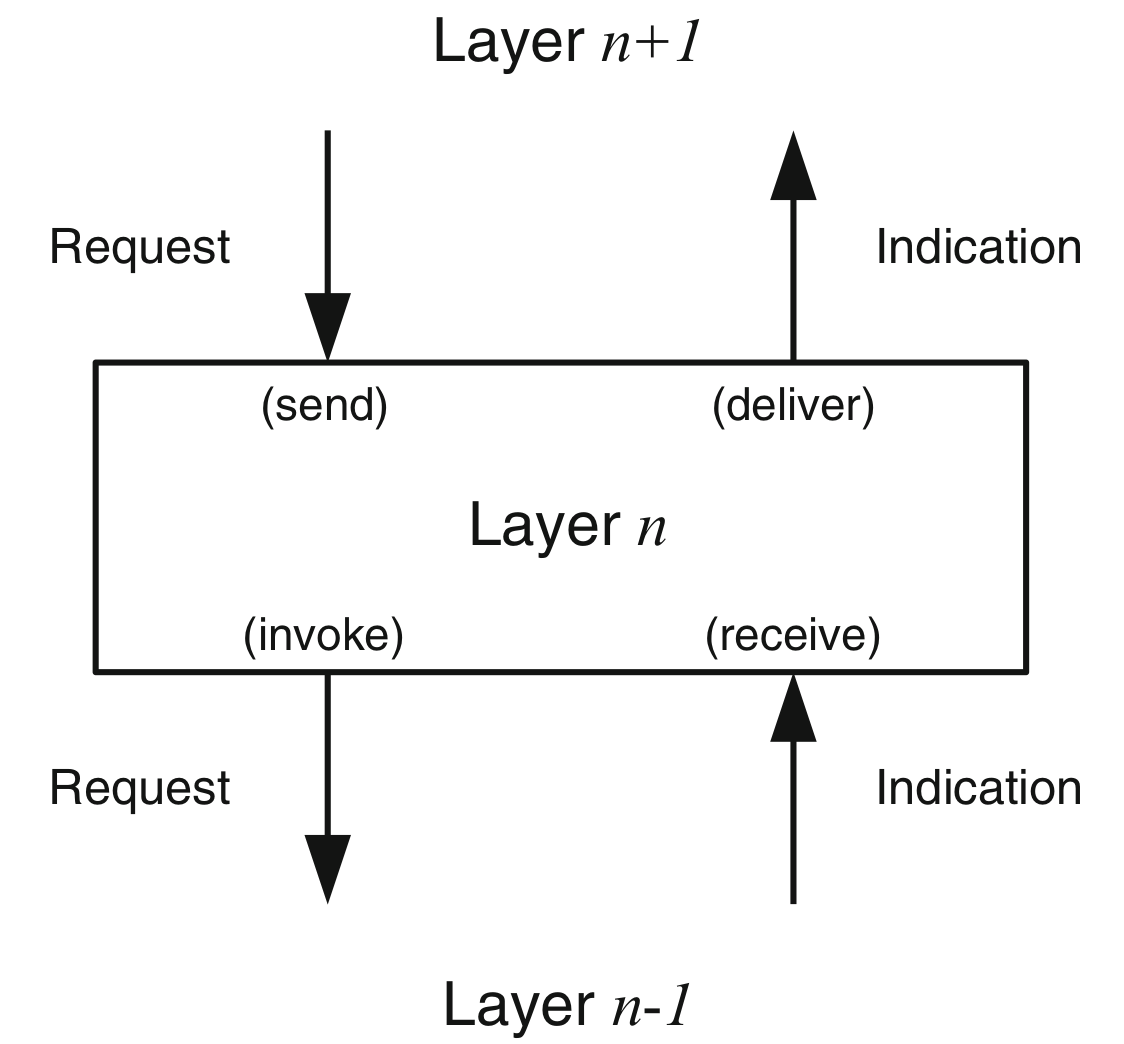 Layer n+1
Request
Indication
(send)
(deliver)
Layer n
(invoke)
(receive)
Request
Indication
Layer n-1